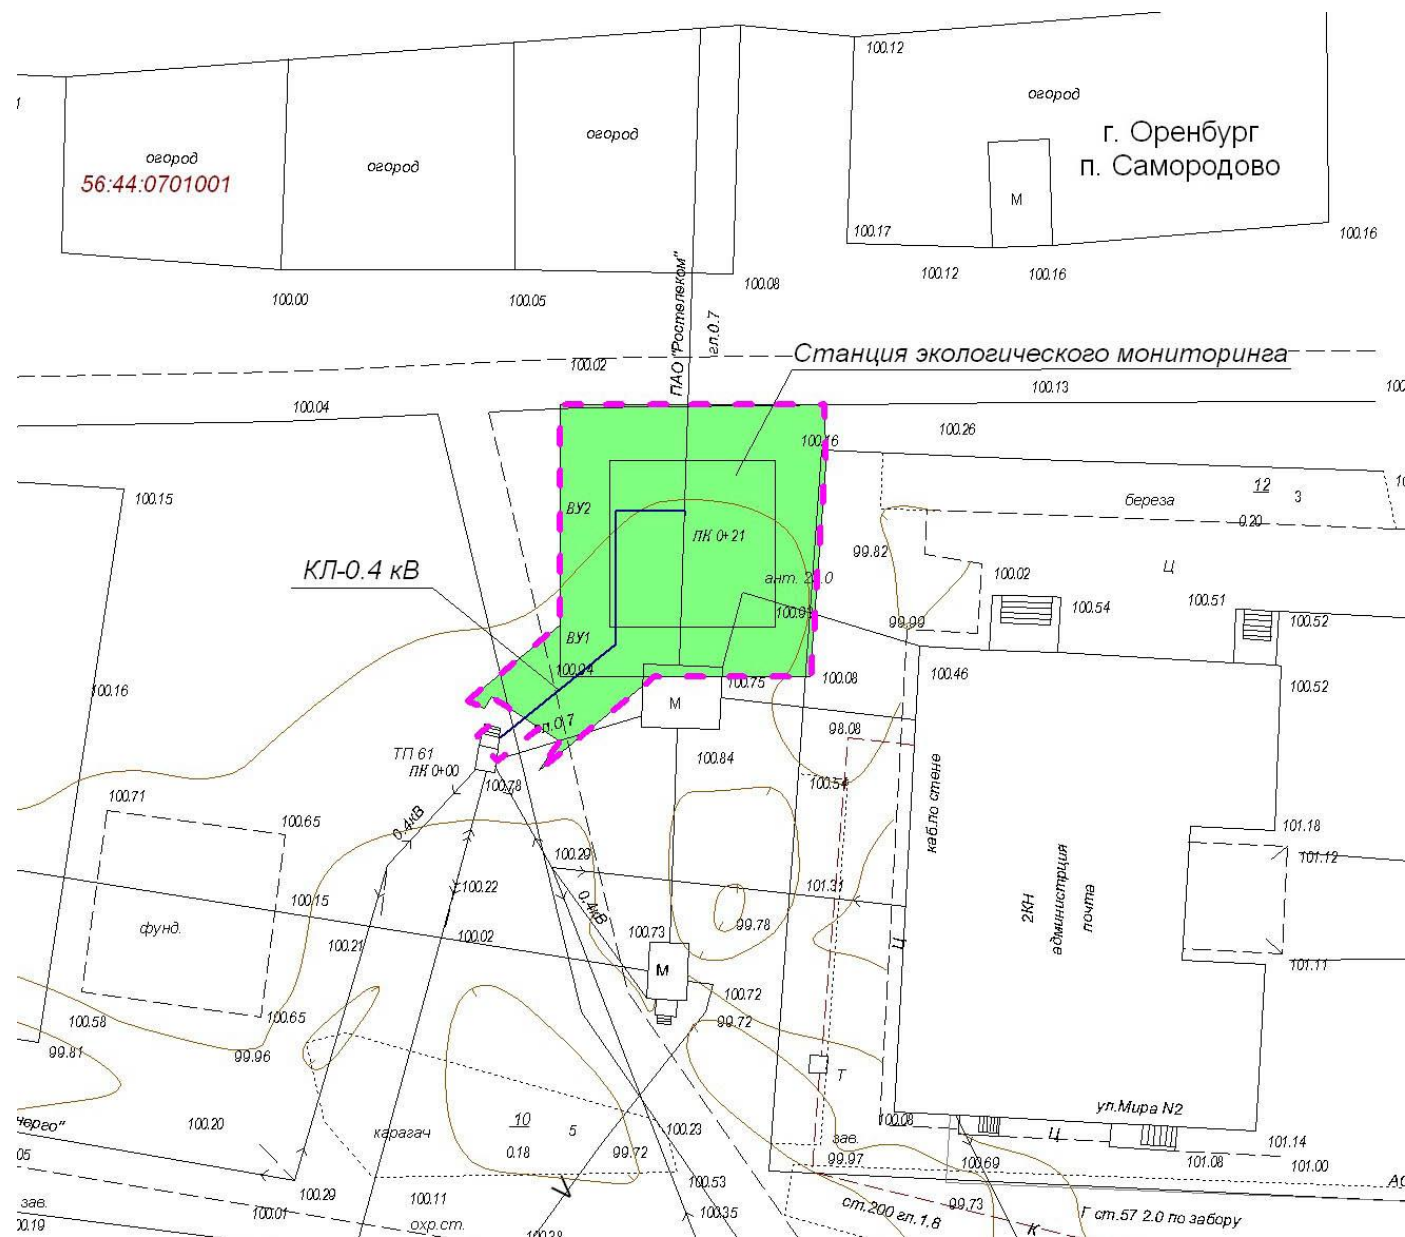 100.12
огород
г. Оренбург
п. Самородово
огород
огород
огород
56:44:0701001
М
100.17
100.16
100.12
100.16
100.08
100.00
100.05
ПАО "Ростелеком"
гл.0.7
Станция экологического мониторинга
100.02
100.13
100.04
100.26
100.16
100.15
12
3
береза
0.20
ВУ2
ПК 0+21
99.82
Ц
КЛ-0.4 кВ
100.02
100.54
100.51
100.52
99.99
ВУ1
100.94
100.75
100.08
100.46
100.52
100.16
М
98.08
ТП 61
ПК 0+00
100.84
100.78
100.54
100.71
100.65
0.4кВ
каб.по стене
101.18
101.12
100.29
100.22
101.31
0.4кВ
100.15
2КН
администрция
почта
фунд.
100.21
100.02
100.73
99.78
Ц
М
101.11
100.72
99.72
100.58
100.65
99.81
99.96
Т
ул.Мира N2
100.08
нерго"
100.20
карагач
10
5
0.18
100.23
99.72
зав.
99.97
Ц
100.69
101.14
101.08
101.00
05
100.29
100.53
зав.
100.19
100.01
100.11
охр.ст.
100.35
ст.200 гл.1,8
99.73
К
Г ст.57 2.0 по забору